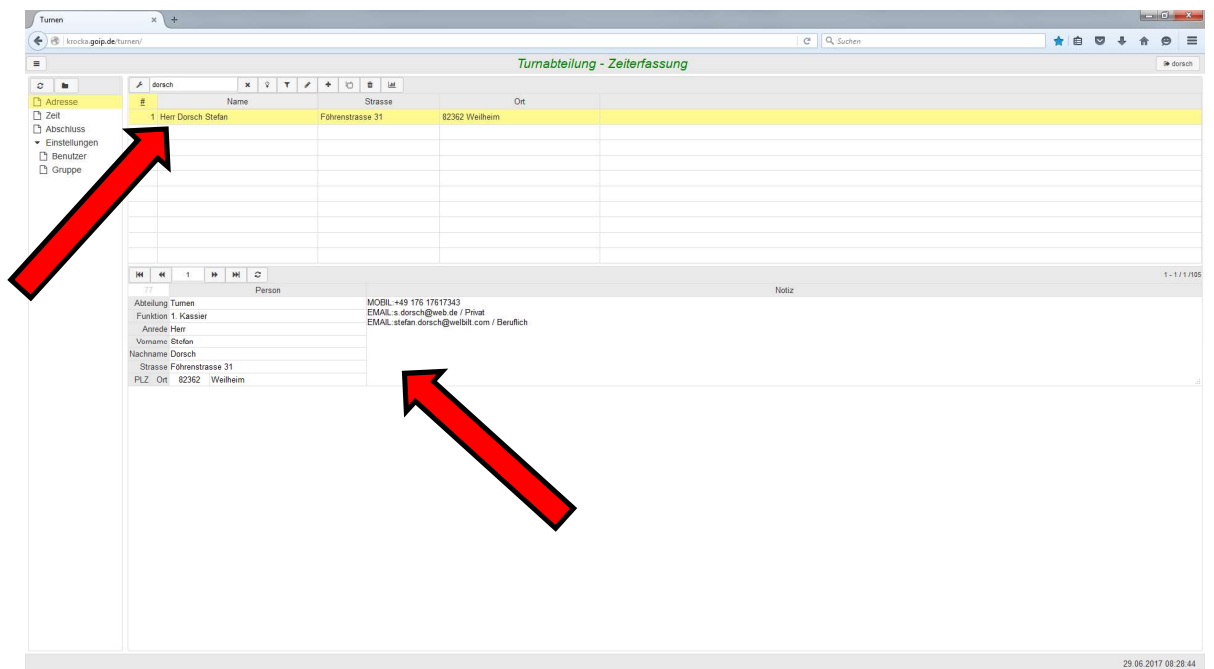 Turnen
krocka.goip.de/turnen/
Suchen
Turnabteilung - Zeiterfassung
dorsch
dorsch
Adresse
Zeit
Abschluss
Einstellungen
Benutzer
Gruppe
# Name Strasse Ort
1 Herr Dorsch Stefan Föhrenstrasse 31 82362 Weilheim
1
1 - 1 / 1 /105
77 Person Notiz
Abteilung Turnen
Funktion 1. Kassier
Anrede Herr
Vorname Stefan
Nachname Dorsch
Strasse Föhrenstrasse 31
PLZ Ort 82362 Weilheim
MOBIL:+49 176 17617343
EMAIL:s.dorsch@web.de / Privat
EMAIL:stefan.dorsch@welbilt.com / Beruflich
29.06.2017 08:28:44